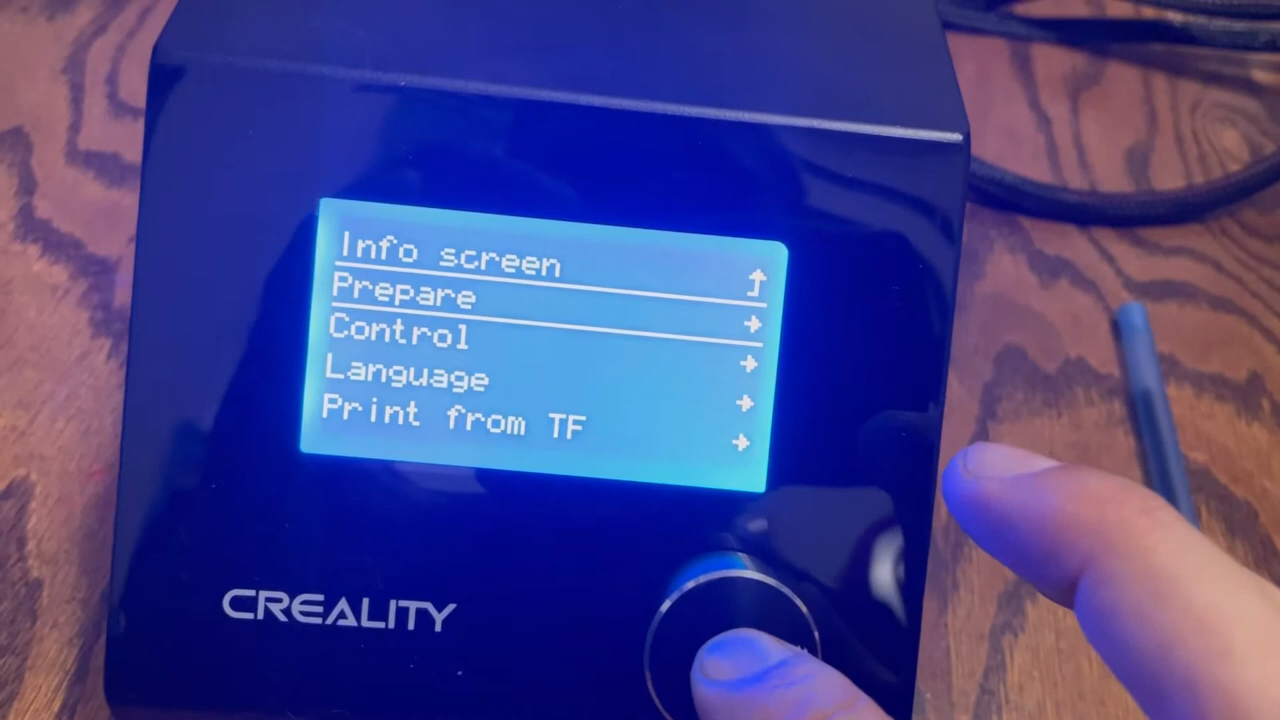 Info screen
Prepare
Control
Language
Print from TF
CREALITY